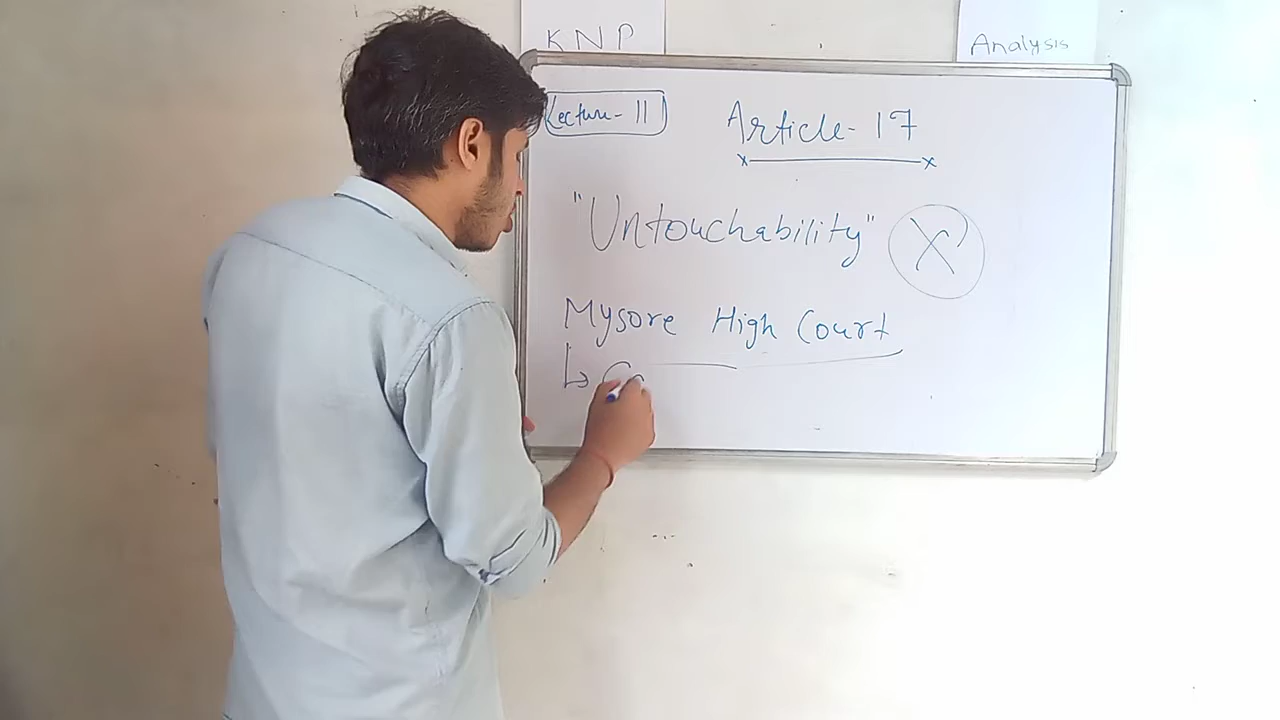 KNP
Analysis
Lecture - 11
Article - 17
"Untouchability" X
Mysore High Court